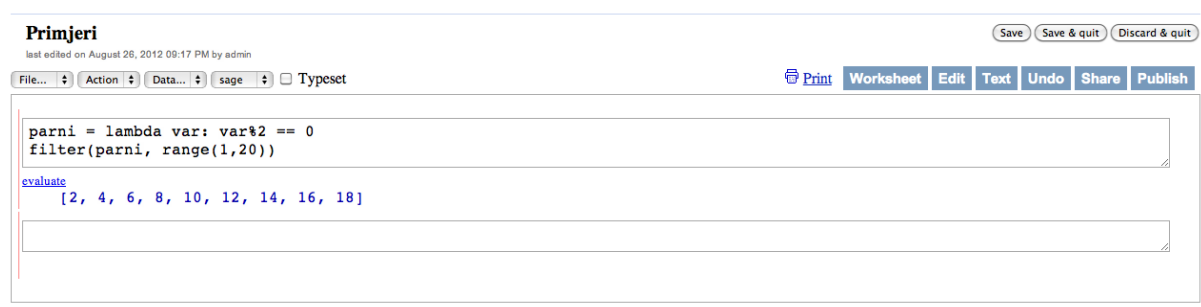 Primjeri
Save Save & quit Discard & quit
last edited on August 26, 2012 09:17 PM by admin
File... Action Data... sage Typeset Print Worksheet Edit Text Undo Share Publish
parni = lambda var: var%2 == 0
filter(parni, range(1,20))
evaluate
[2, 4, 6, 8, 10, 12, 14, 16, 18]